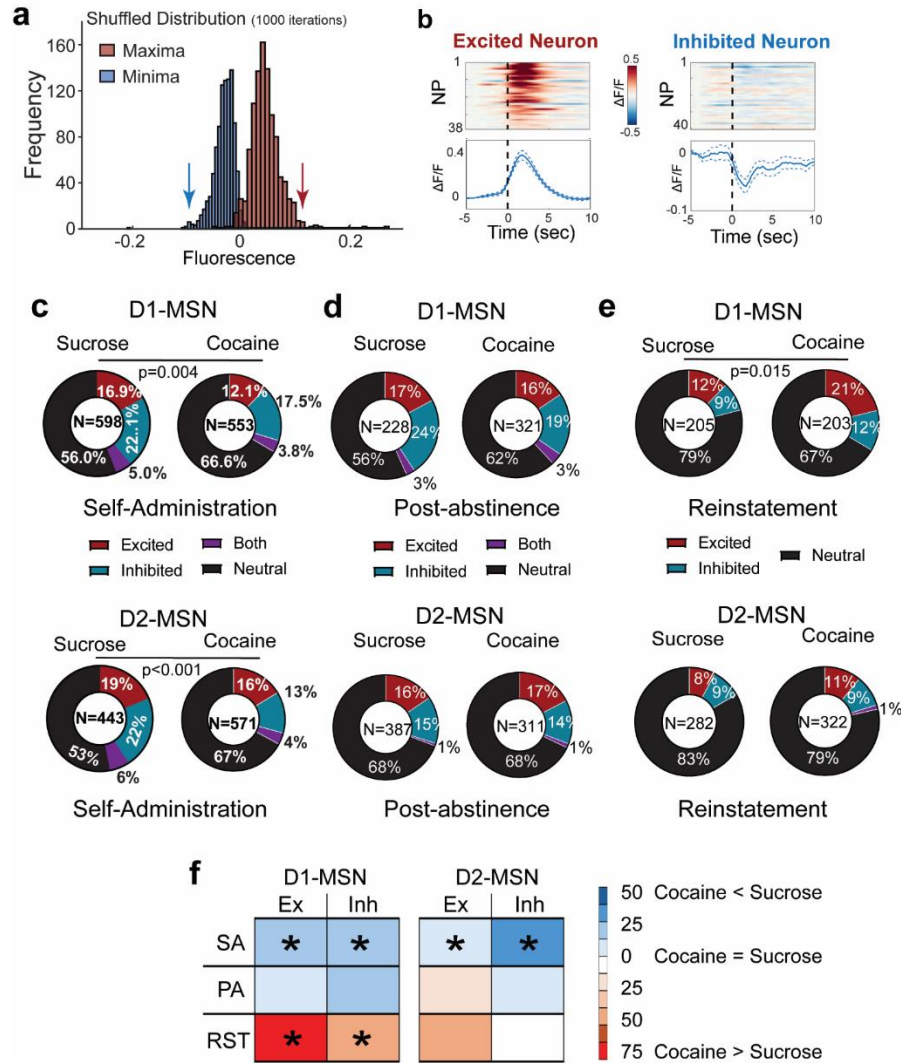 a
Shuffled Distribution (1000 iterations)
160
120
80
40
0
Frequency
Maxima
Minima
-0.2 0 0.2
Fluorescence
b
Excited Neuron
Inhibited Neuron
1
NP
38
0.5
ΔF/F
-0.5
1
NP
40
0.4
ΔF/F
0
-5 0 5 10
Time (sec)
0
ΔF/F
-0.1
-5 0 5 10
Time (sec)
c
D1-MSN
Sucrose Cocaine
p=0.004
16.9%
22..1%
N=598
56.0%
5.0%
12.1%
17.5%
N=553
3.8%
66.6%
Self-Administration
Excited Both
Inhibited Neutral
D2-MSN
Sucrose Cocaine
p<0.001
19%
N=443
22%
53%
6%
16%
13%
N=571
4%
67%
Self-Administration
d
D1-MSN
Sucrose Cocaine
17%
N=228
24%
56%
3%
16%
N=321
19%
62%
3%
Post-abstinence
Excited Both
Inhibited Neutral
D2-MSN
Sucrose Cocaine
16%
15%
N=387
1%
68%
17%
14%
N=311
1%
68%
Post-abstinence
e
D1-MSN
Sucrose Cocaine
p=0.015
12%
9%
N=205
79%
21%
N=203
12%
67%
Reinstatement
Excited
Inhibited Neutral
D2-MSN
Sucrose Cocaine
8%
9%
N=282
83%
11%
9%
N=322
1%
79%
Reinstatement
f
D1-MSN D2-MSN
Ex Inh Ex Inh
SA * * * *
PA
RST * *
50 Cocaine < Sucrose
25
0 Cocaine = Sucrose
25
50
75 Cocaine > Sucrose